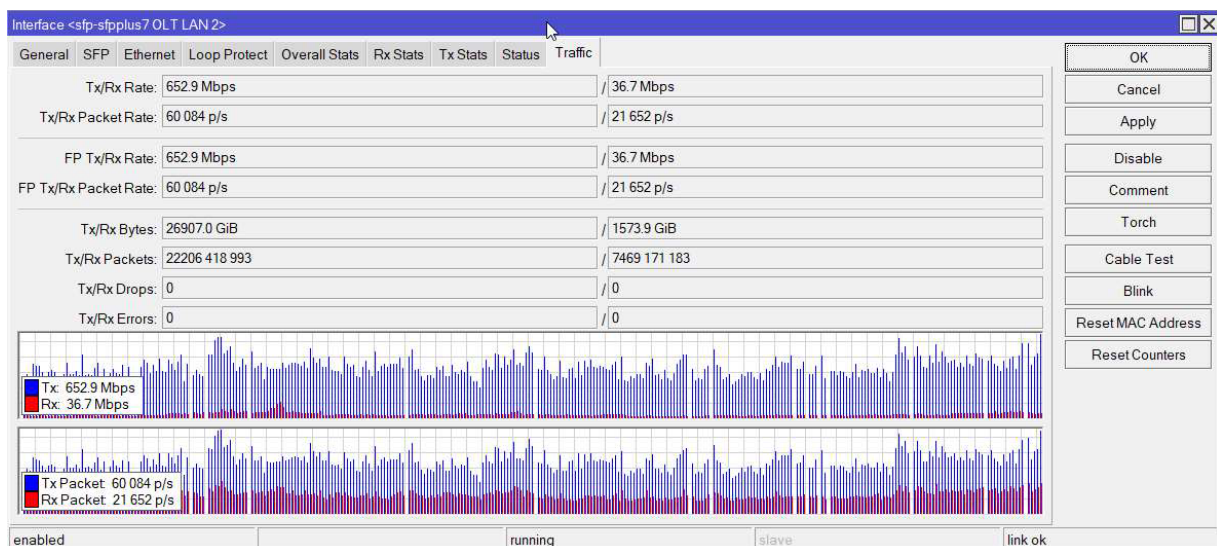 Interface <sfp-sfpplus7 OLT LAN 2>
General SFP Ethernet Loop Protect Overall Stats Rx Stats Tx Stats Status Traffic
Tx/Rx Rate: 652.9 Mbps / 36.7 Mbps
Tx/Rx Packet Rate: 60 084 p/s / 21 652 p/s
FP Tx/Rx Rate: 652.9 Mbps / 36.7 Mbps
FP Tx/Rx Packet Rate: 60 084 p/s / 21 652 p/s
Tx/Rx Bytes: 26907.0 GiB / 1573.9 GiB
Tx/Rx Packets: 22206 418 993 / 7469 171 183
Tx/Rx Drops: 0 / 0
Tx/Rx Errors: 0 / 0
Tx: 652.9 Mbps
Rx: 36.7 Mbps
Tx Packet: 60 084 p/s
Rx Packet: 21 652 p/s
OK
Cancel
Apply
Disable
Comment
Torch
Cable Test
Blink
Reset MAC Address
Reset Counters
enabled running slave link ok